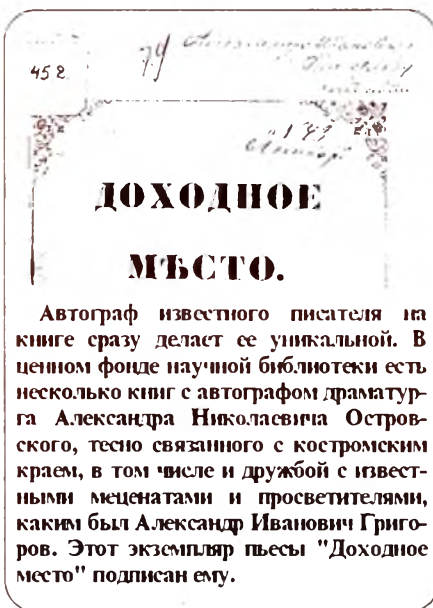 452
79
ДОХОДНОЕ
МѢСТО.
Автограф известного писателя на
книге сразу делает ее уникальной. В
ценном фонде научной библиотеки есть
несколько книг с автографом драматур-
га Александра Николаевича Остров-
ского, тесно связанного с костромским
краем, в том числе и дружбой с извест-
ными меценатами и просветителями,
каким был Александр Иванович Григо-
ров. Этот экземпляр пьесы "Доходное
место" подписан ему.